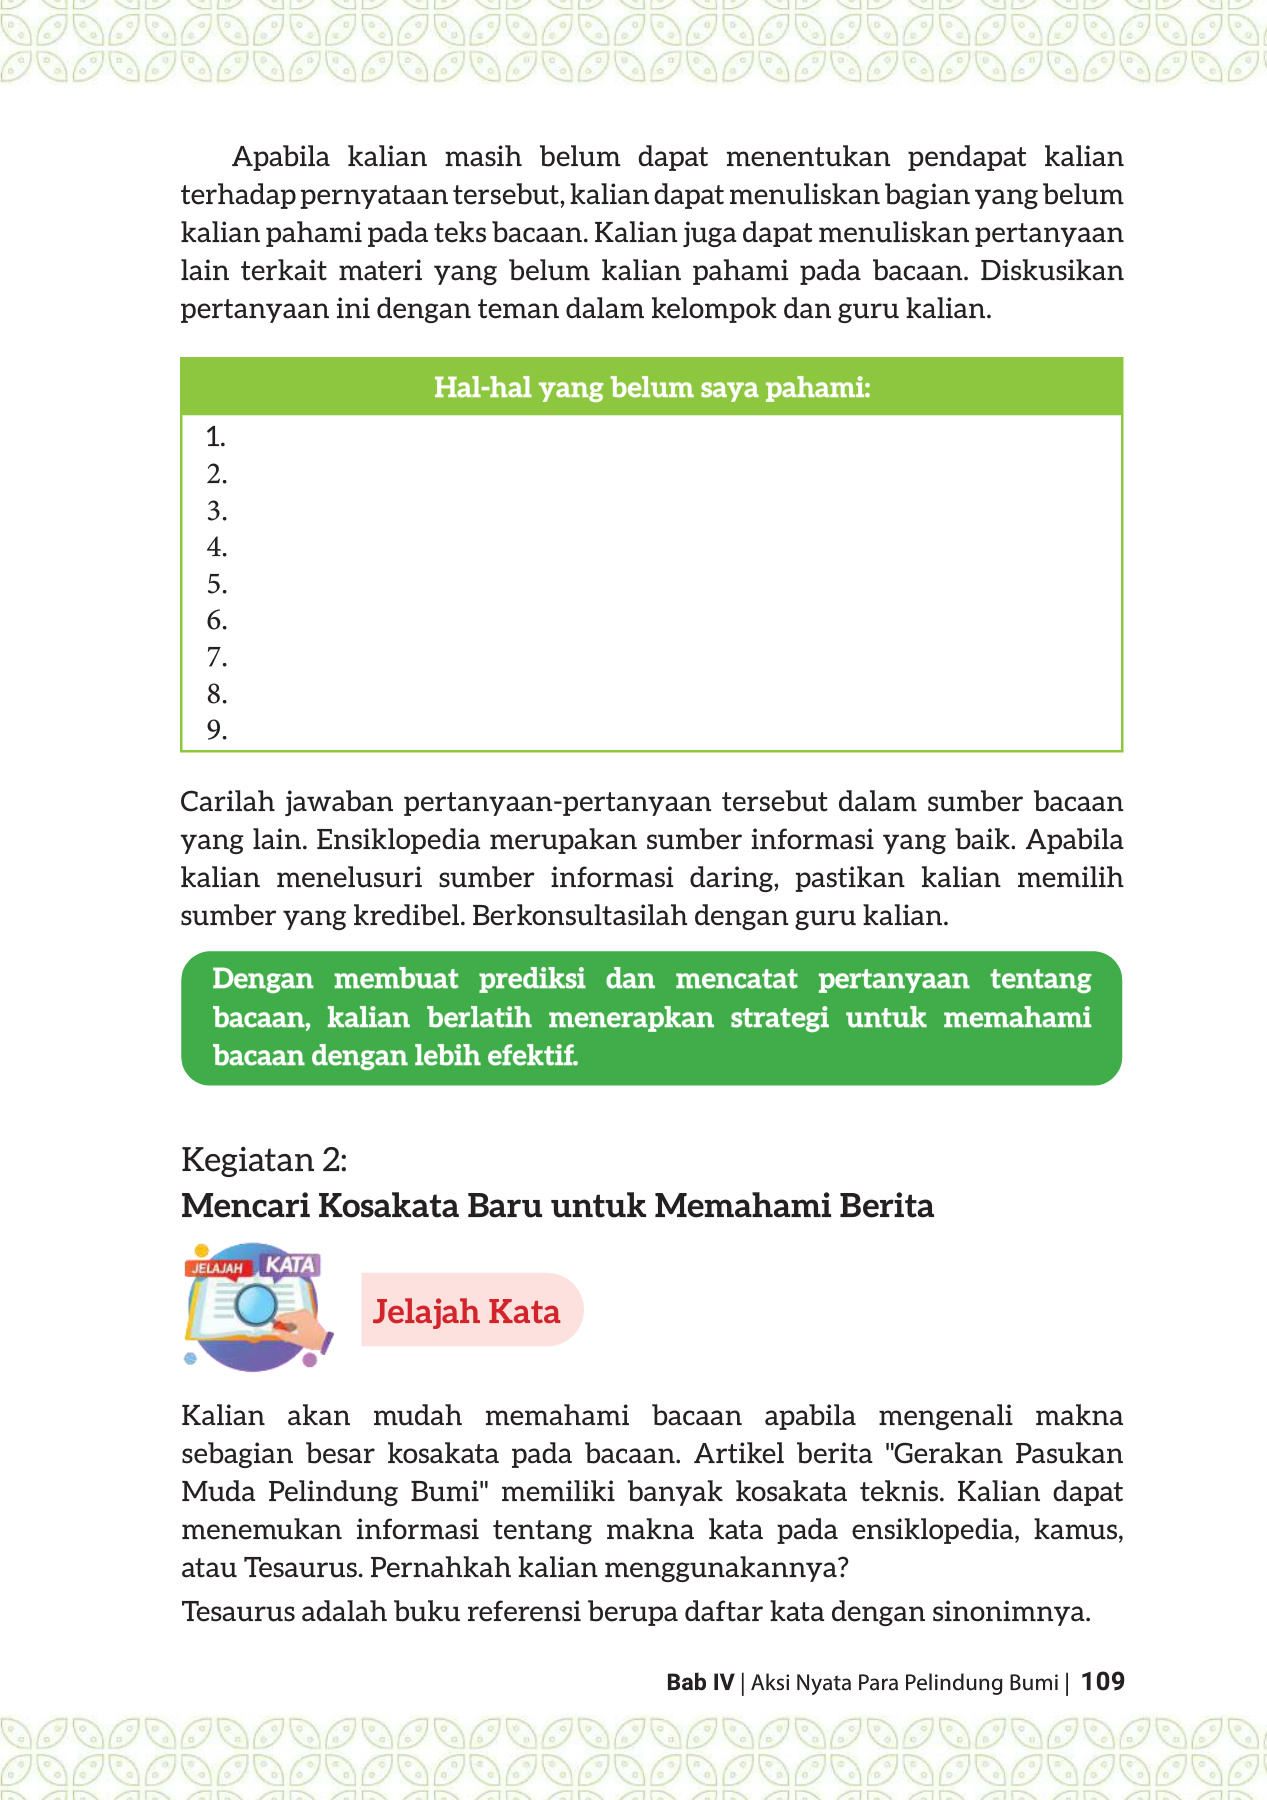 Apabila kalian masih belum dapat menentukan pendapat kalian
terhadap pernyataan tersebut, kalian dapat menuliskan bagian yang belum
kalian pahami pada teks bacaan. Kalian juga dapat menuliskan pertanyaan
lain terkait materi yang belum kalian pahami pada bacaan. Diskusikan
pertanyaan ini dengan teman dalam kelompok dan guru kalian.
Hal-hal yang belum saya pahami:
1.
2.
3.
4.
5.
6.
7.
8.
9.
Carilah jawaban pertanyaan-pertanyaan tersebut dalam sumber bacaan
yang lain. Ensiklopedia merupakan sumber informasi yang baik. Apabila
kalian menelusuri sumber informasi daring, pastikan kalian memilih
sumber yang kredibel. Berkonsultasilah dengan guru kalian.
Dengan membuat prediksi dan mencatat pertanyaan tentang
bacaan, kalian berlatih menerapkan strategi untuk memahami
bacaan dengan lebih efektif.
Kegiatan 2:
Mencari Kosakata Baru untuk Memahami Berita
JELAJAH KATA
Jelajah Kata
Kalian akan mudah memahami bacaan apabila mengenali makna
sebagian besar kosakata pada bacaan. Artikel berita "Gerakan Pasukan
Muda Pelindung Bumi" memiliki banyak kosakata teknis. Kalian dapat
menemukan informasi tentang makna kata pada ensiklopedia, kamus,
atau Tesaurus. Pernahkah kalian menggunakannya?
Tesaurus adalah buku referensi berupa daftar kata dengan sinonimnya.
Bab IV | Aksi Nyata Para Pelindung Bumi | 109